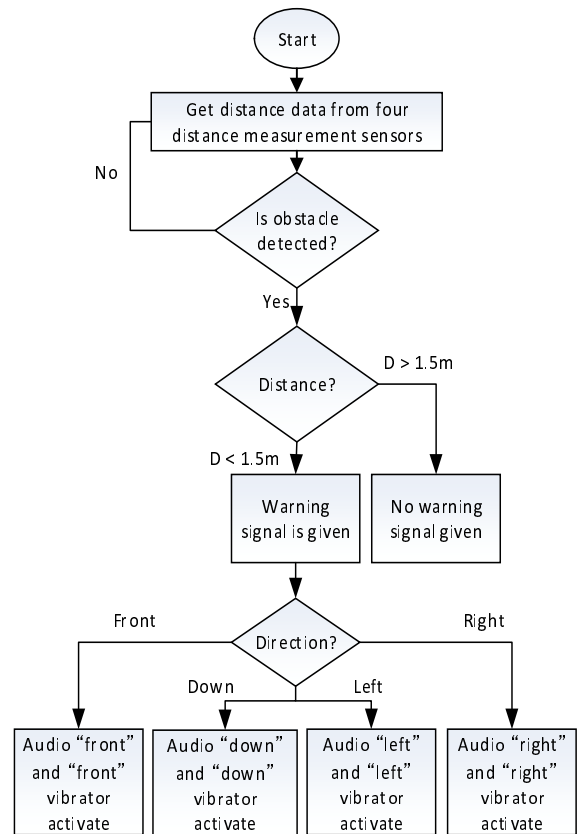 Start
Get distance data from four
distance measurement sensors
No
Is obstacle
detected?
Yes
Distance?
D > 1.5m
D < 1.5m
Warning
signal is given
No warning
signal given
Direction?
Front
Right
Down
Left
Audio “front”
and “front”
vibrator
activate
Audio “down”
and “down”
vibrator
activate
Audio “left”
and “left”
vibrator
activate
Audio “right”
and “right”
vibrator
activate